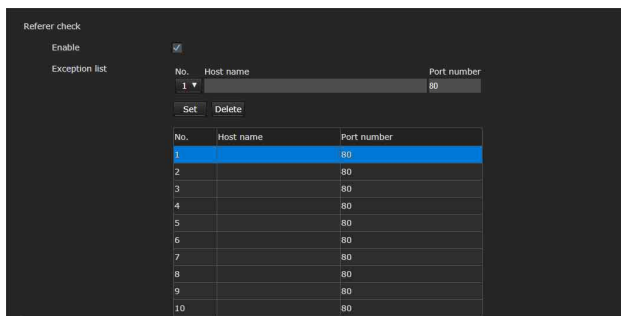 Referer check
Enable
Exception list
No. Host name Port number
1 80
Set Delete
No. Host name Port number
1 80
2 80
3 80
4 80
5 80
6 80
7 80
8 80
9 80
10 80